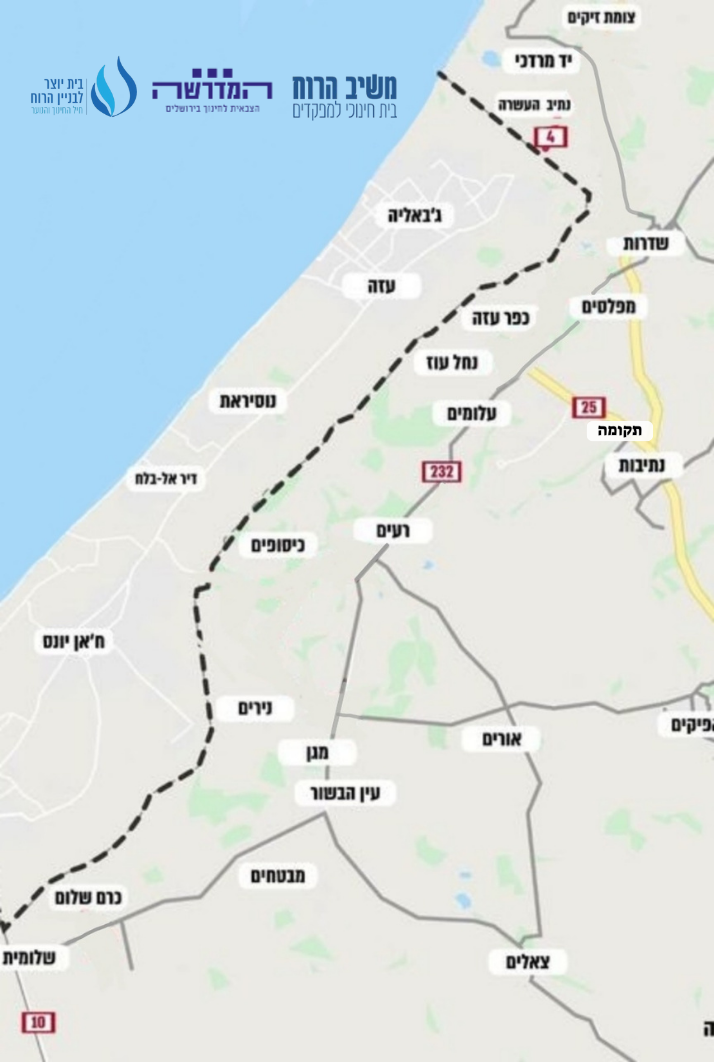 צומת זיקים
יד מרדכי
בית יוצר
לבניין הרוח
חיל החינוך והנוער
המדרשה
הצבאית לחינוך בירושלים
משיב הרוח
בית חינוכי למפקדים
נתיב העשרה
4
ג'באליה
שדרות
עזה
מפלסים
כפר עזה
נחל עוז
נוסיראת
עלומים
25
תקומה
232
נתיבות
דיר אל-בלח
רעים
כיסופים
ח'אן יונס
נירים
אפיקים
אורים
מגן
עין הבשור
מבטחים
כרם שלום
שלומית
צאלים
10
ה